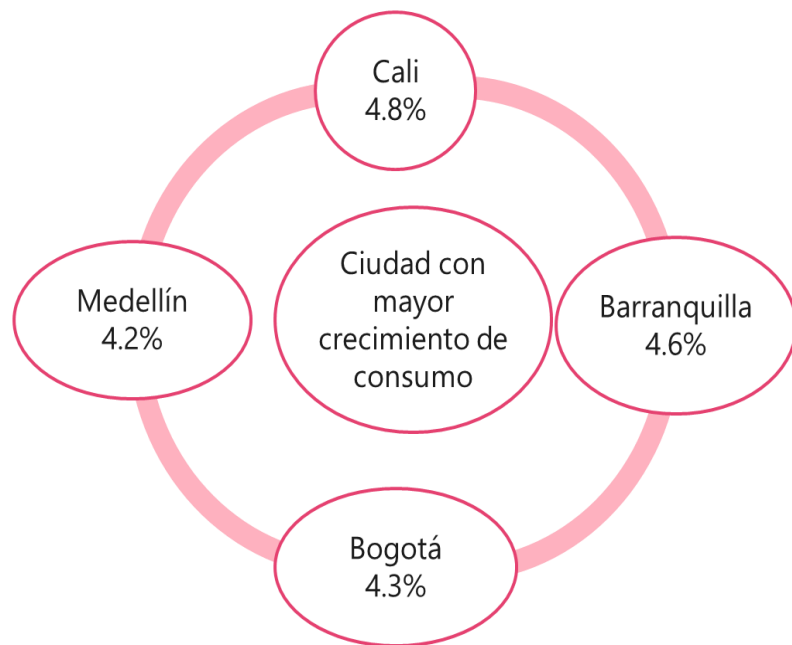 Cali
4.8%
Ciudad con
mayor
crecimiento de
consumo
Medellín
4.2%
Barranquilla
4.6%
Bogotá
4.3%